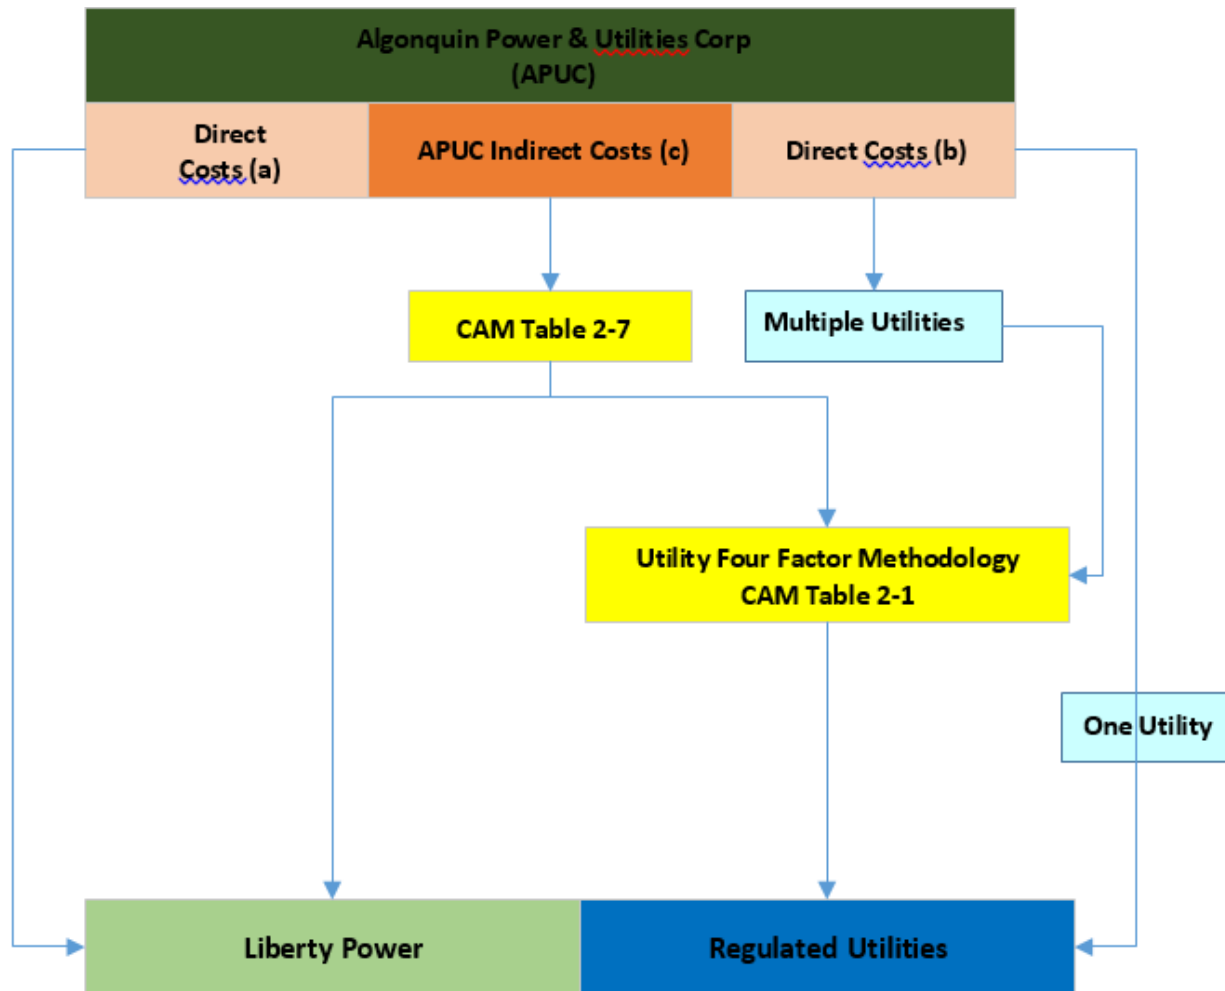 Algonquin Power & Utilities Corp
(APUC)
Direct
Costs (a)
APUC Indirect Costs (c)
Direct Costs (b)
CAM Table 2-7
Multiple Utilities
Utility Four Factor Methodology
CAM Table 2-1
One Utility
Liberty Power
Regulated Utilities